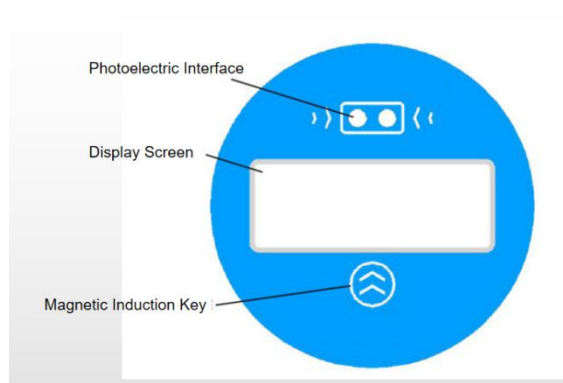 Photoelectric Interface
Display Screen
Magnetic Induction Key